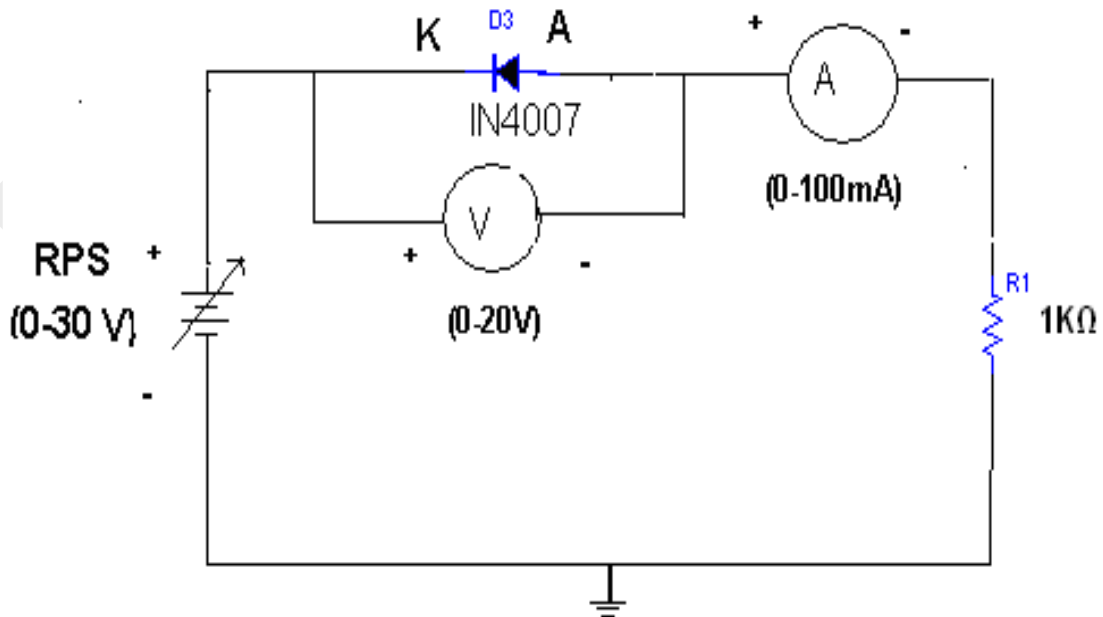 K D3 A
+ -
A
IN4007
(0-100mA)
V
+ -
RPS +
(0-30 V)
(0-20V)
R1
1KΩ
-